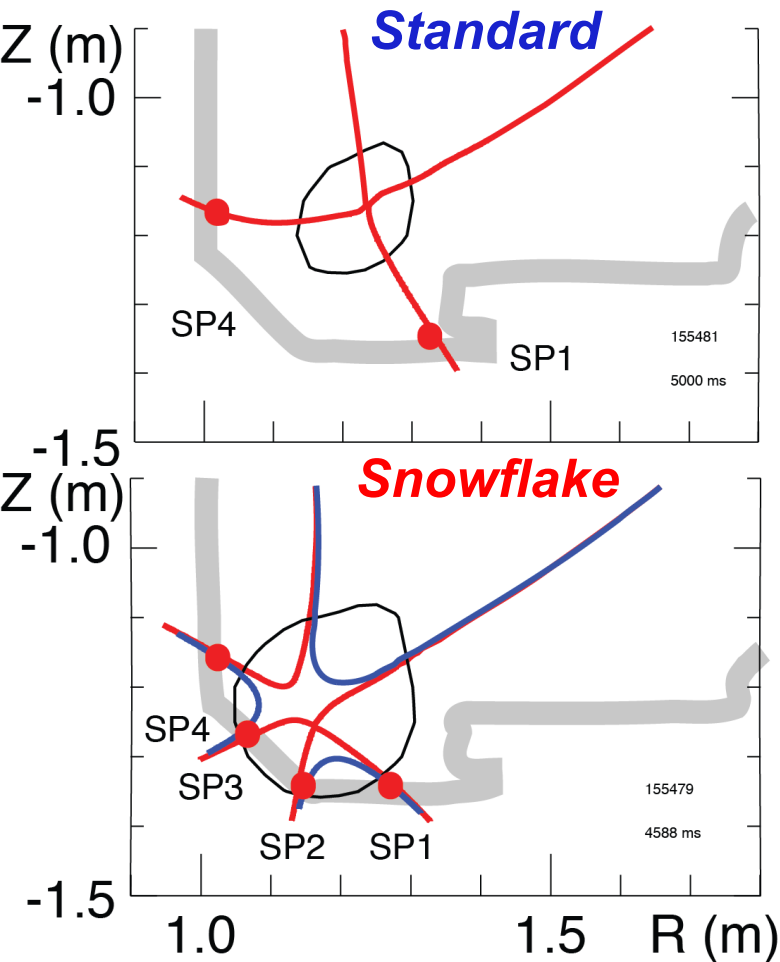 Standard
Z (m)
-1.0
SP4
SP1
155481
5000 ms
-1.5
Snowflake
Z (m)
-1.0
SP4
SP3
SP2
SP1
155479
4588 ms
-1.5
1.0
1.5
R (m)